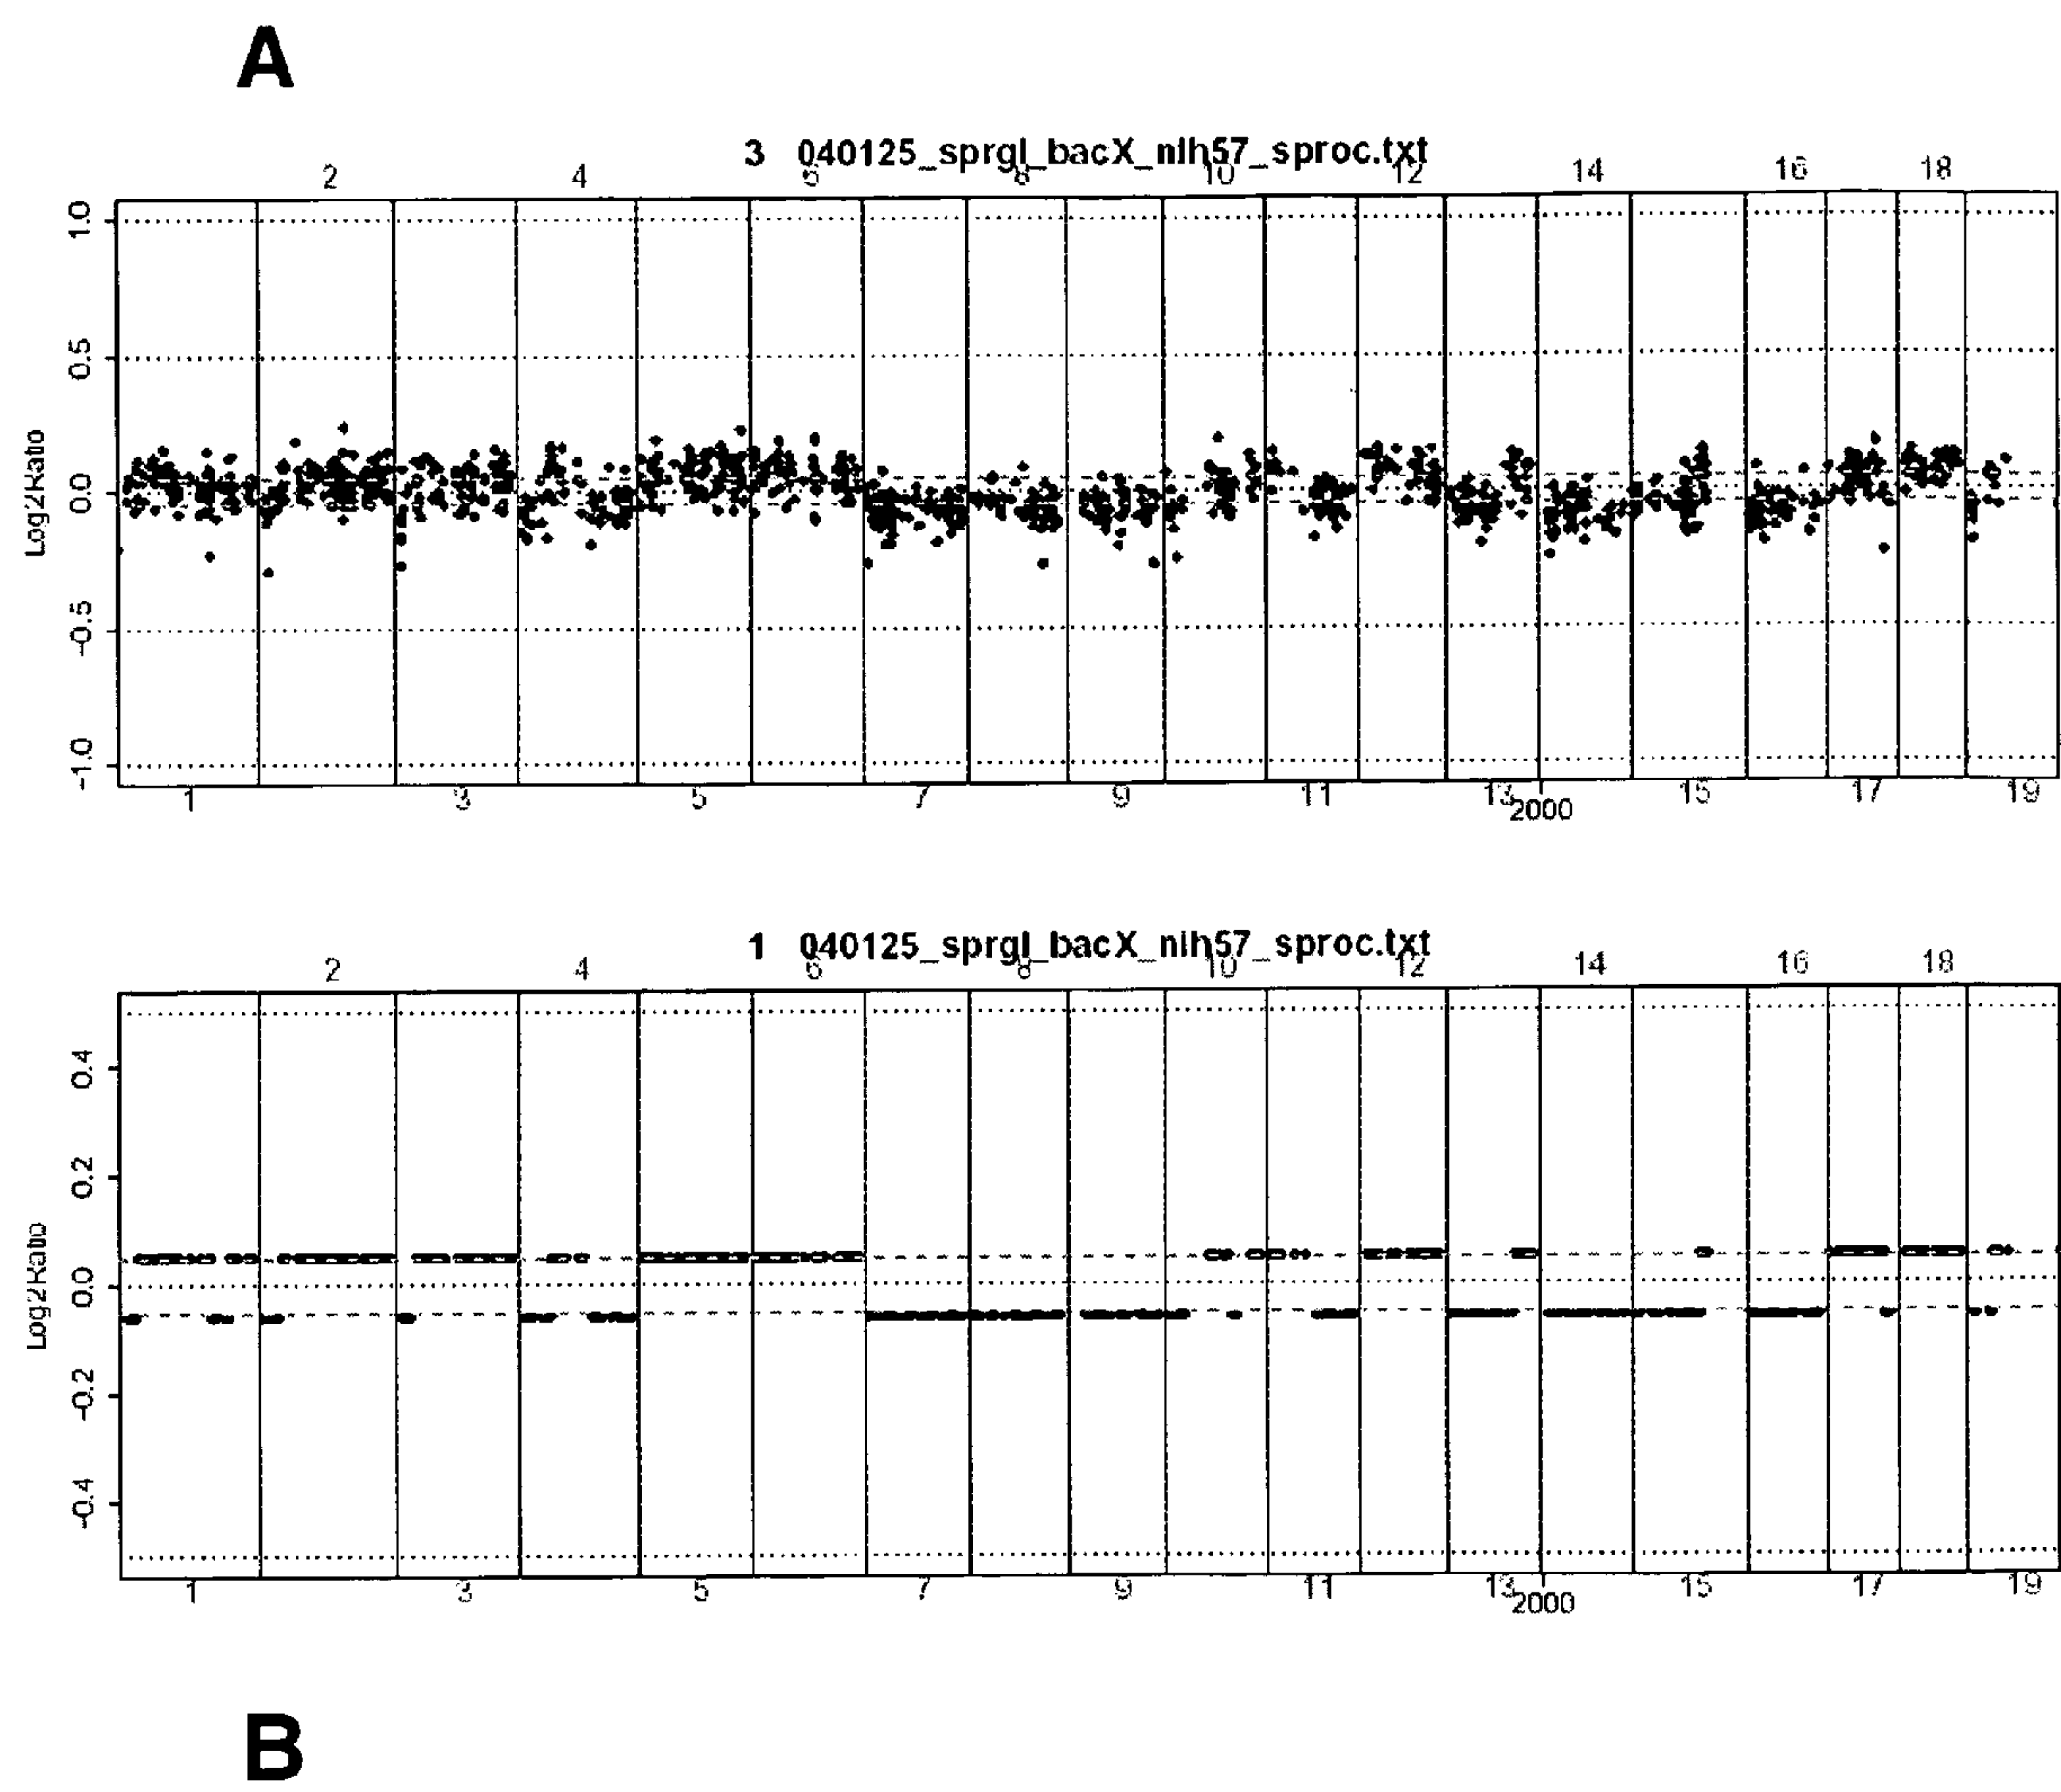 A
3 040125_sprgl_bacX_nlh57_sproc.txt
2 4 6 8 10 12 14 16 18
1.0
0.5
0.0
-0.5
-1.0
Log2Ratio
1 3 5 7 9 11 13 15 17 19
2000
1 040125_sprgl_bacX_nlh57_sproc.txt
2 4 6 8 10 12 14 16 18
0.4
0.2
0.0
-0.2
-0.4
Log2Ratio
1 3 5 7 9 11 13 15 17 19
2000
B